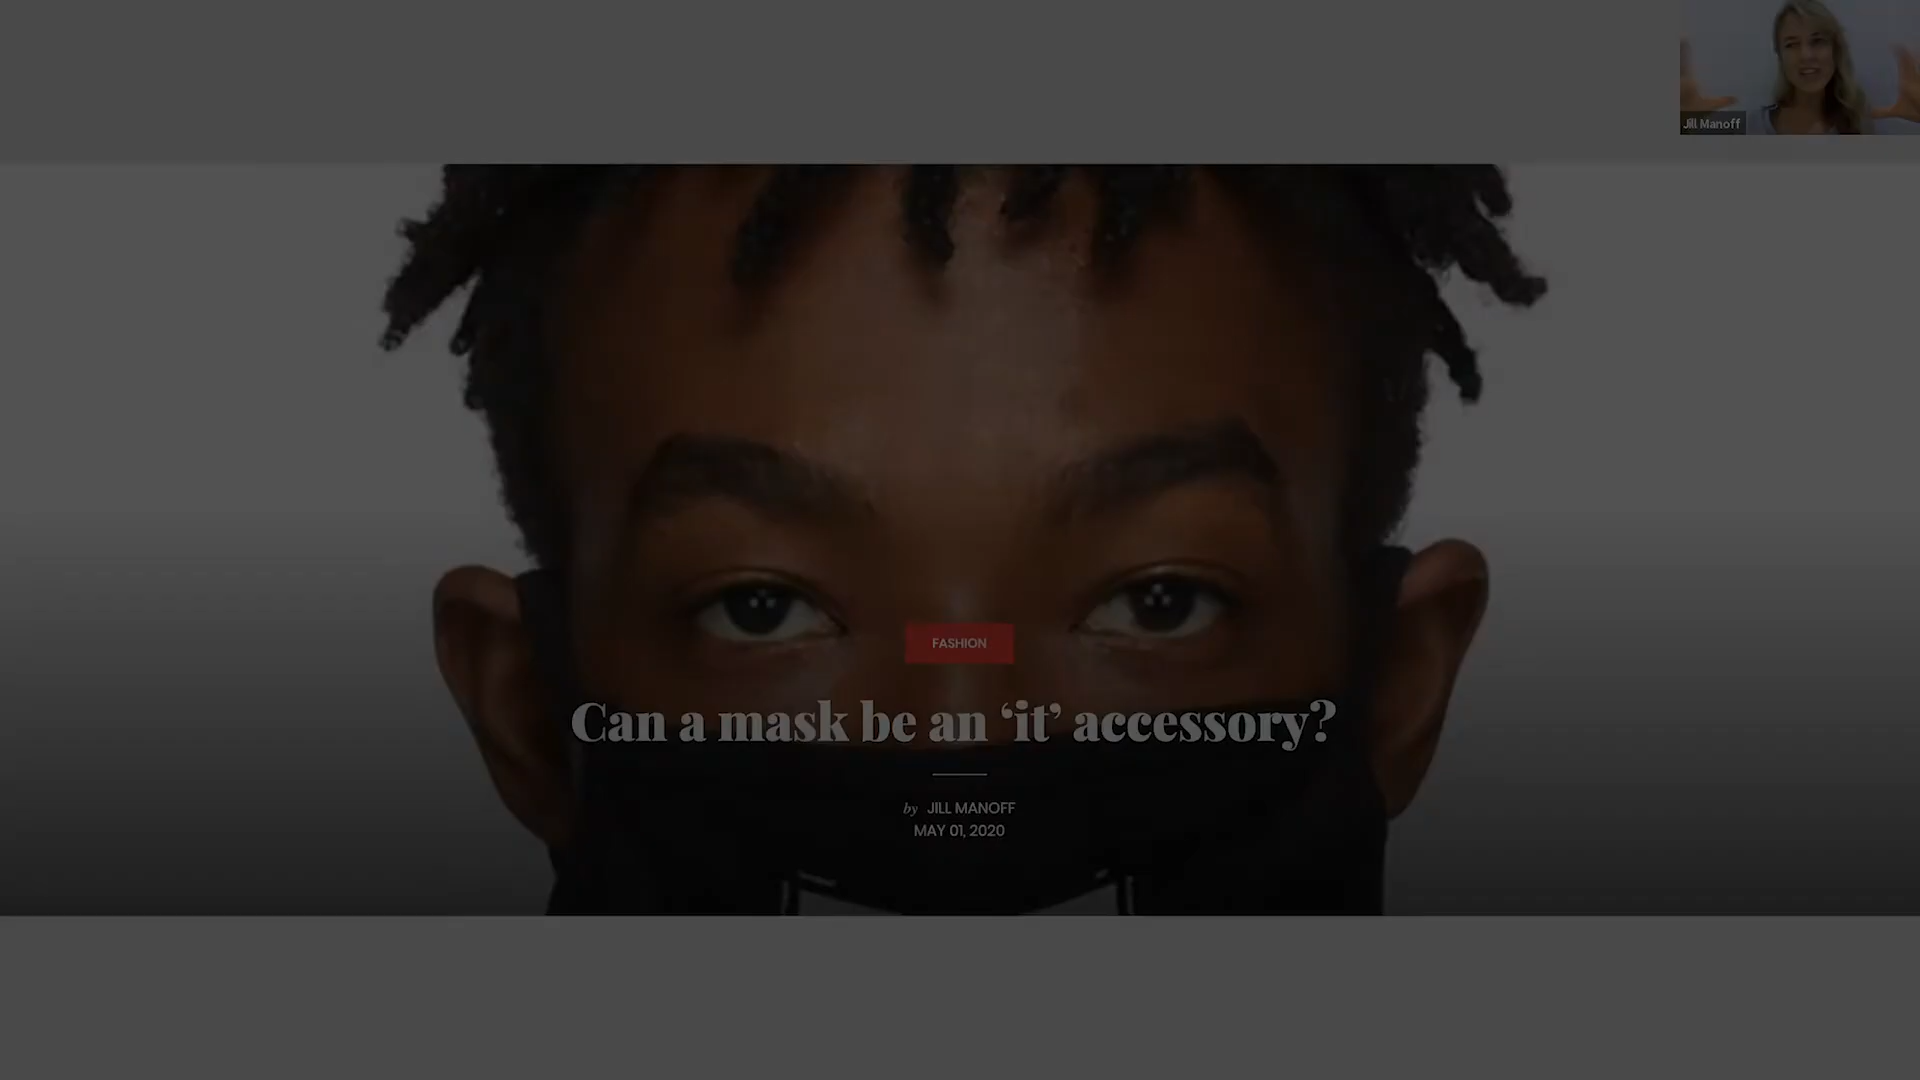 Jill Manoff
FASHION
Can a mask be an ‘it’ accessory?
by JILL MANOFF
MAY 01, 2020